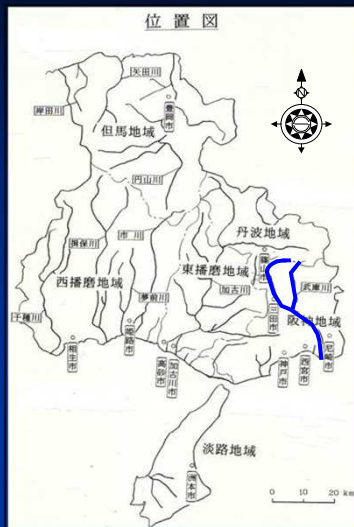 位置図
N
矢田川
岸田川
豊岡市
但馬地域
円山川
丹波地域
篠山市
市川
揖保川
東播磨地域
西播磨地域
加古川
武庫川
夢前川
三田市
千種川
阪神地域
姫路市
相生市
高砂市
加古川市
神戸市
西宮市
尼崎市
淡路地域
洲本市
0 10 20 km